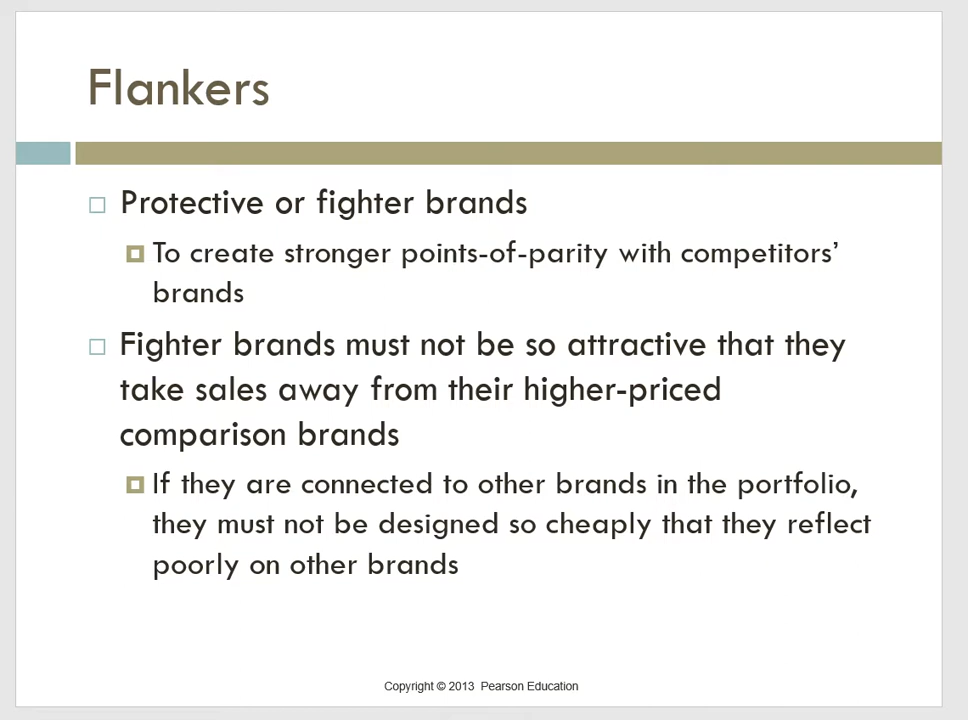 Flankers
Protective or fighter brands
To create stronger points-of-parity with competitors’
brands
Fighter brands must not be so attractive that they
take sales away from their higher-priced
comparison brands
If they are connected to other brands in the portfolio,
they must not be designed so cheaply that they reflect
poorly on other brands
Copyright © 2013 Pearson Education